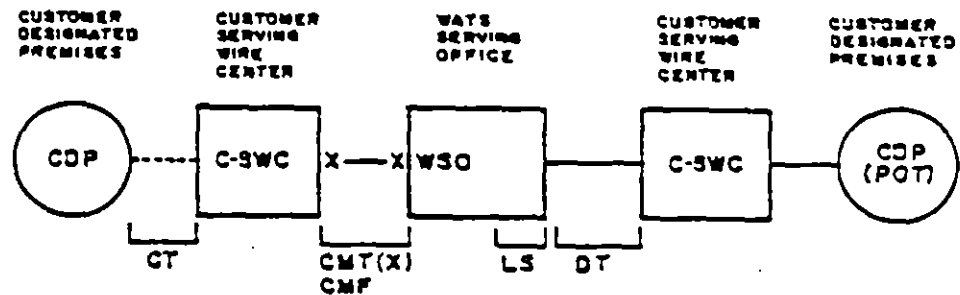 CUSTOMER
DESIGNATED
PREMISES
CUSTOMER
SERVING
WIRE
CENTER
WATS
SERVING
OFFICE
CUSTOMER
SERVING
WIRE
CENTER
CUSTOMER
DESIGNATED
PREMISES
CDP
C-SWC
X
X
WSO
C-SWC
CDP
(POT)
CT
CMT(X)
CMF
LS
DT